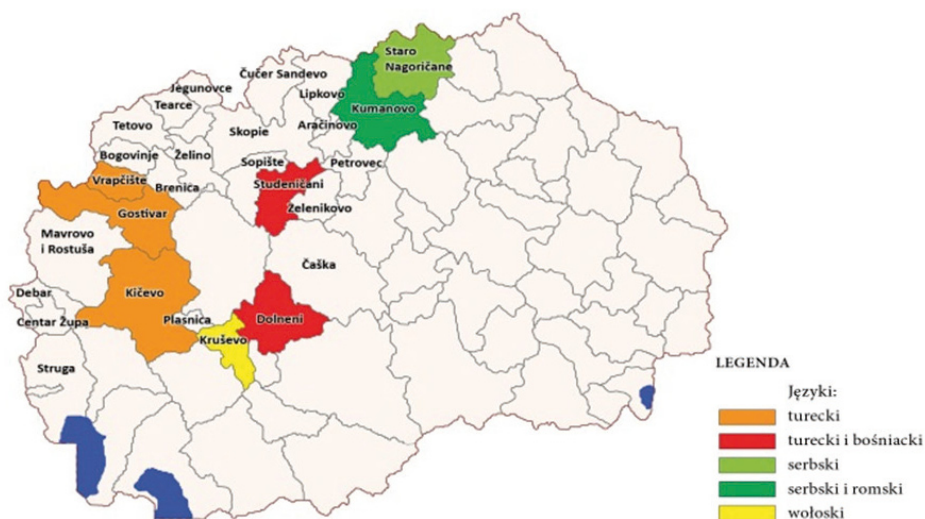 Staro
Nagoričane
Čučer Sandevo
Jegunovce
Lipkovo
Tearce
Kumanovo
Tetovo
Skopie
Aračinovo
Bogovinje
Želino
Sopište
Petrovec
Vrapčište
Brenica
Studeničani
Gostivar
Želenikovo
Mavrovo
i Rostuša
Čaška
Debar
Kičevo
Centar Župa
Plasnica
Dolneni
Kruševo
Struga
LEGENDA
Języki:
turecki
turecki i bośniacki
serbski
serbski i romski
wołoski